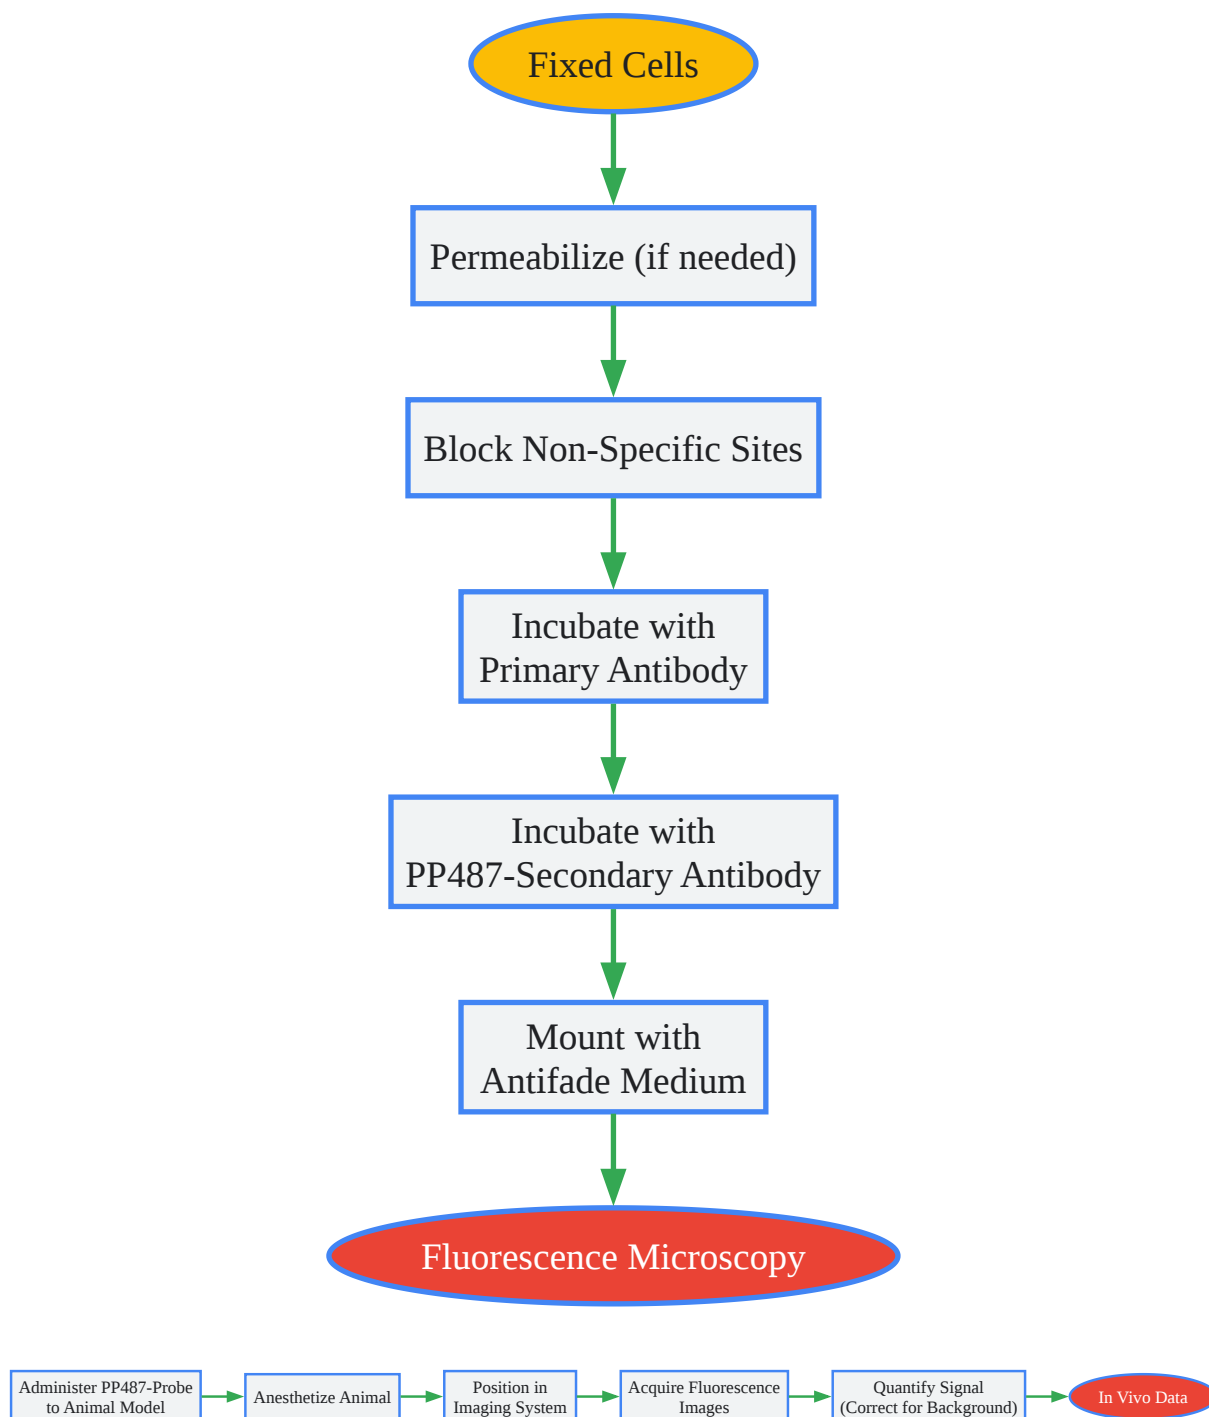 Fixed Cells
Permeabilize (if needed)
Block Non-Specific Sites
Incubate with
Primary Antibody
Incubate with
PP487-Secondary Antibody
Mount with
Antifade Medium
Fluorescence Microscopy
Administer PP487-Probe
to Animal Model
Anesthetize Animal
Position in
Imaging System
Acquire Fluorescence
Images
Quantify Signal
(Correct for Background)
In Vivo Data